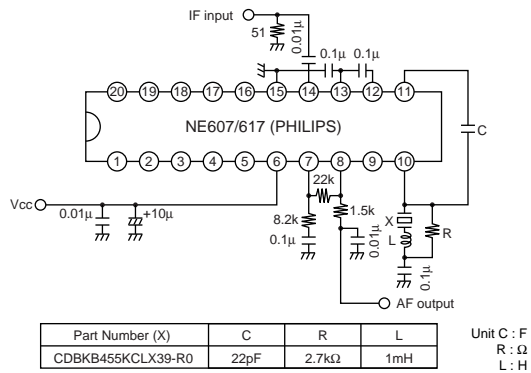 IF input
51
0.01μ
0.1μ 0.1μ
20 19 18 17 16 15 14 13 12 11
NE607/617 (PHILIPS)
C
1 2 3 4 5 6 7 8 9 10
22k
Vcc
0.01μ
+10μ
8.2k
0.1μ
1.5k
0.01μ
X
L
R
0.1μ
AF output
Part Number (X) C R L
CDBKB455KCLX39-R0 22pF 2.7kΩ 1mH
Unit C : F
R : Ω
L : H